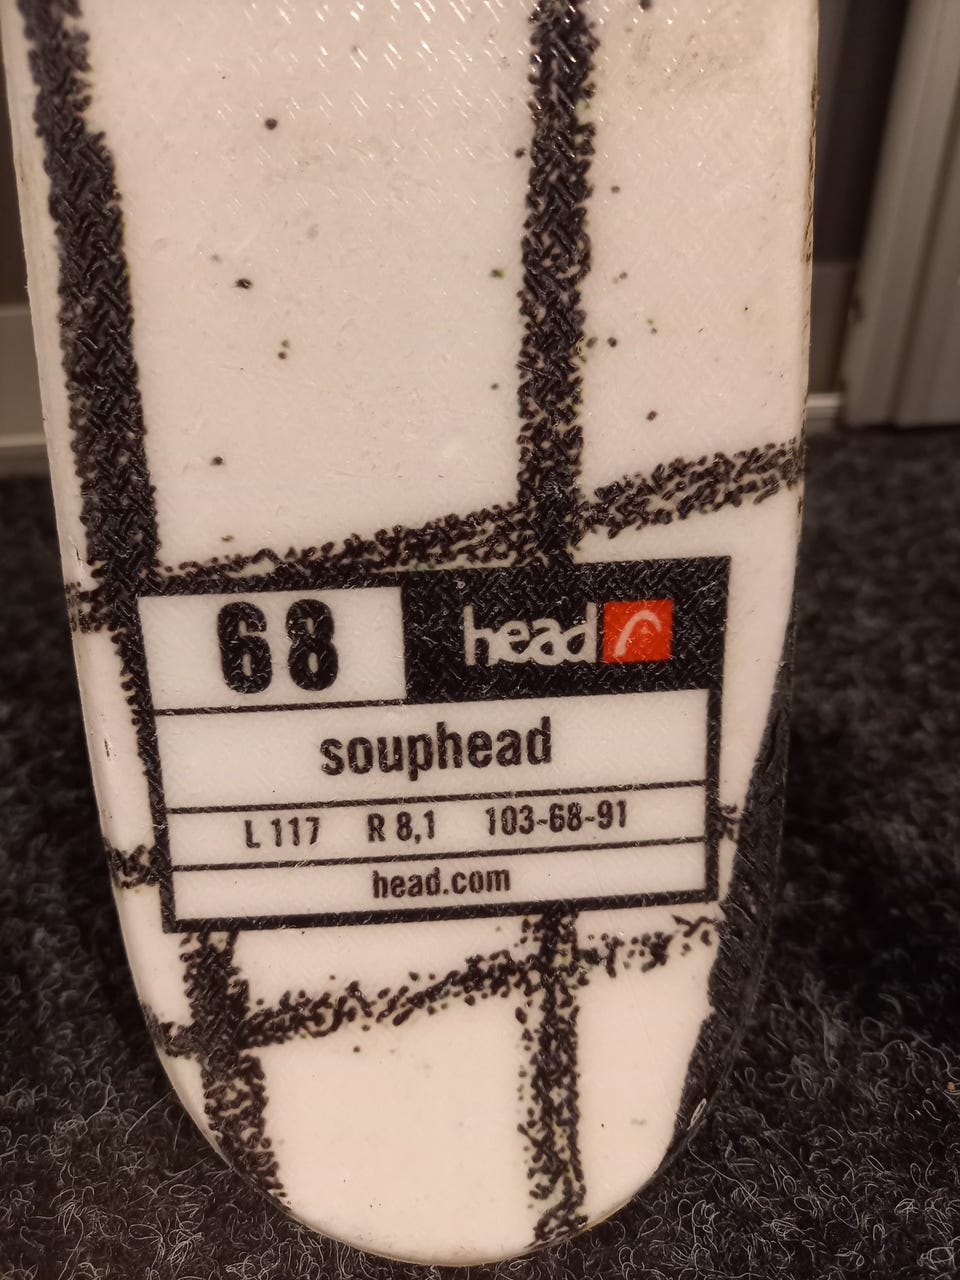 68 head
souphead
L 117 R 8,1 103-68-91
head.com